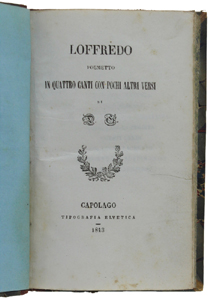 LOFFREDO
POEMETTO
IN QUATTRO CANTI CON POCHI ALTRI VERSI
DI
D. G.
CAPOLAGO
TIPOGRAFIA ELVETICA
1843